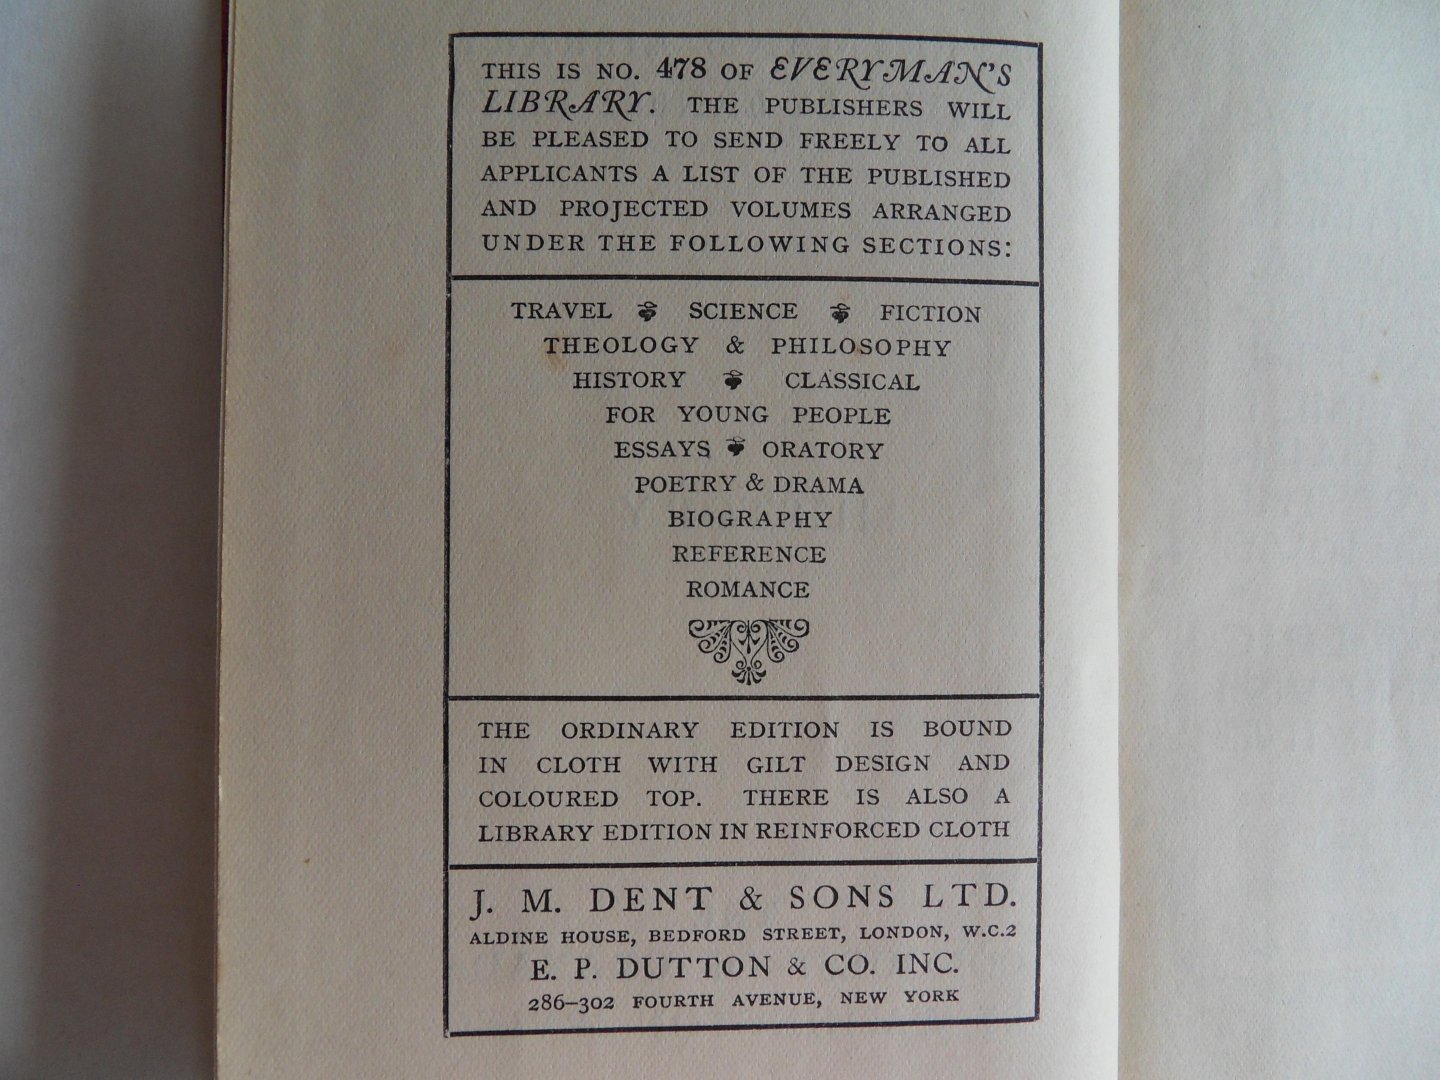 THIS IS NO. 478 OF EVERYMAN'S
LIBRARY. THE PUBLISHERS WILL
BE PLEASED TO SEND FREELY TO ALL
APPLICANTS A LIST OF THE PUBLISHED
AND PROJECTED VOLUMES ARRANGED
UNDER THE FOLLOWING SECTIONS:
TRAVEL SCIENCE FICTION
THEOLOGY & PHILOSOPHY
HISTORY CLASSICAL
FOR YOUNG PEOPLE
ESSAYS ORATORY
POETRY & DRAMA
BIOGRAPHY
REFERENCE
ROMANCE
THE ORDINARY EDITION IS BOUND
IN CLOTH WITH GILT DESIGN AND
COLOURED TOP. THERE IS ALSO A
LIBRARY EDITION IN REINFORCED CLOTH
J. M. DENT & SONS LTD.
ALDINE HOUSE, BEDFORD STREET, LONDON, W.C.2
E. P. DUTTON & CO. INC.
286–302 FOURTH AVENUE, NEW YORK